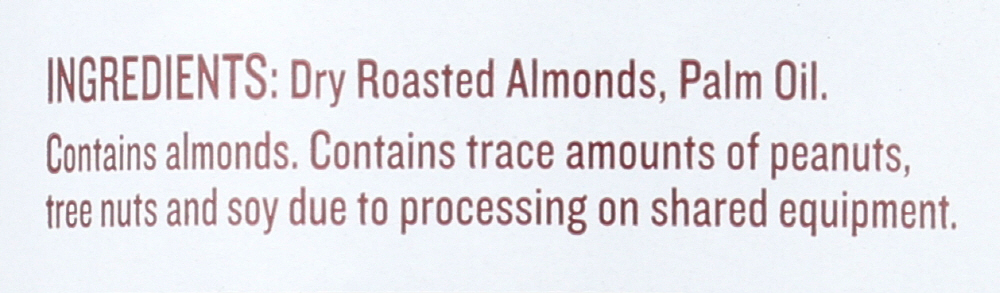 INGREDIENTS: Dry Roasted Almonds, Palm Oil.
Contains almonds. Contains trace amounts of peanuts,
tree nuts and soy due to processing on shared equipment.